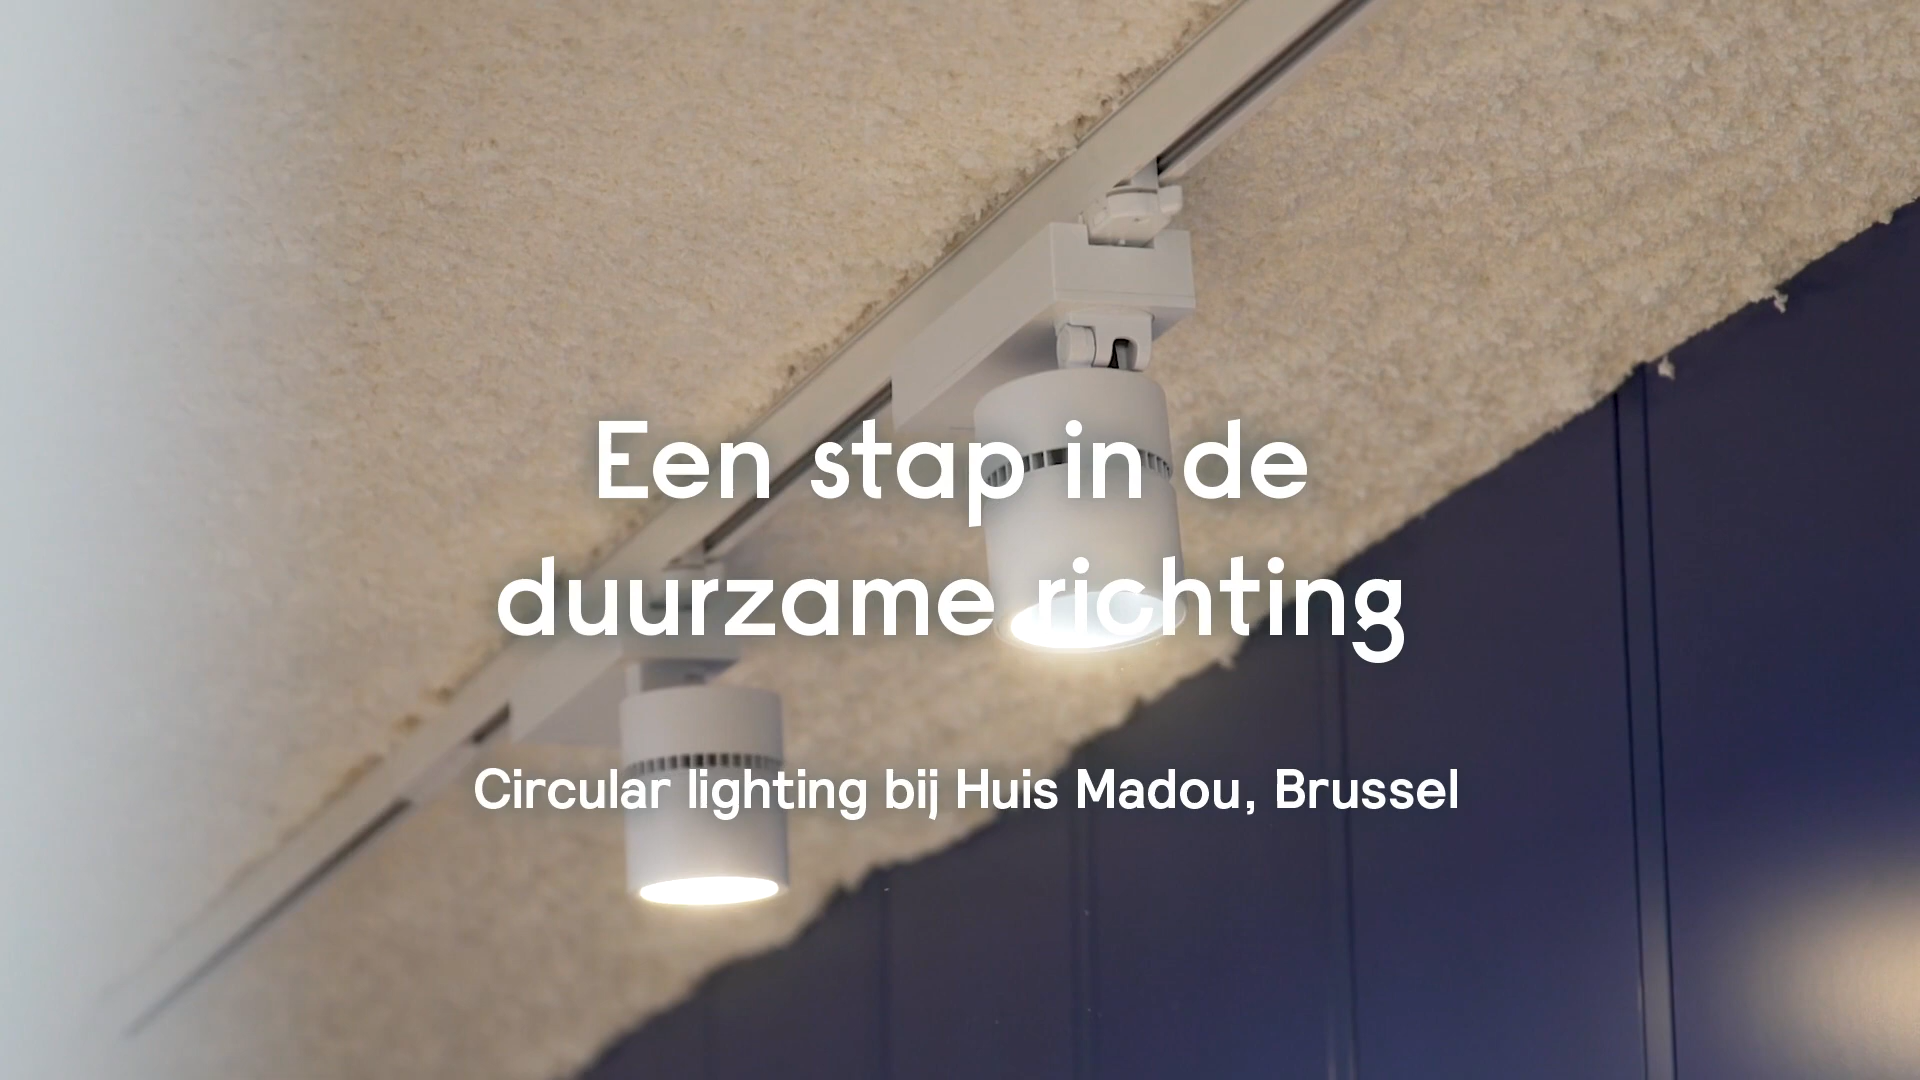 Een stap in de
duurzame richting
Circular lighting bij Huis Madou, Brussel